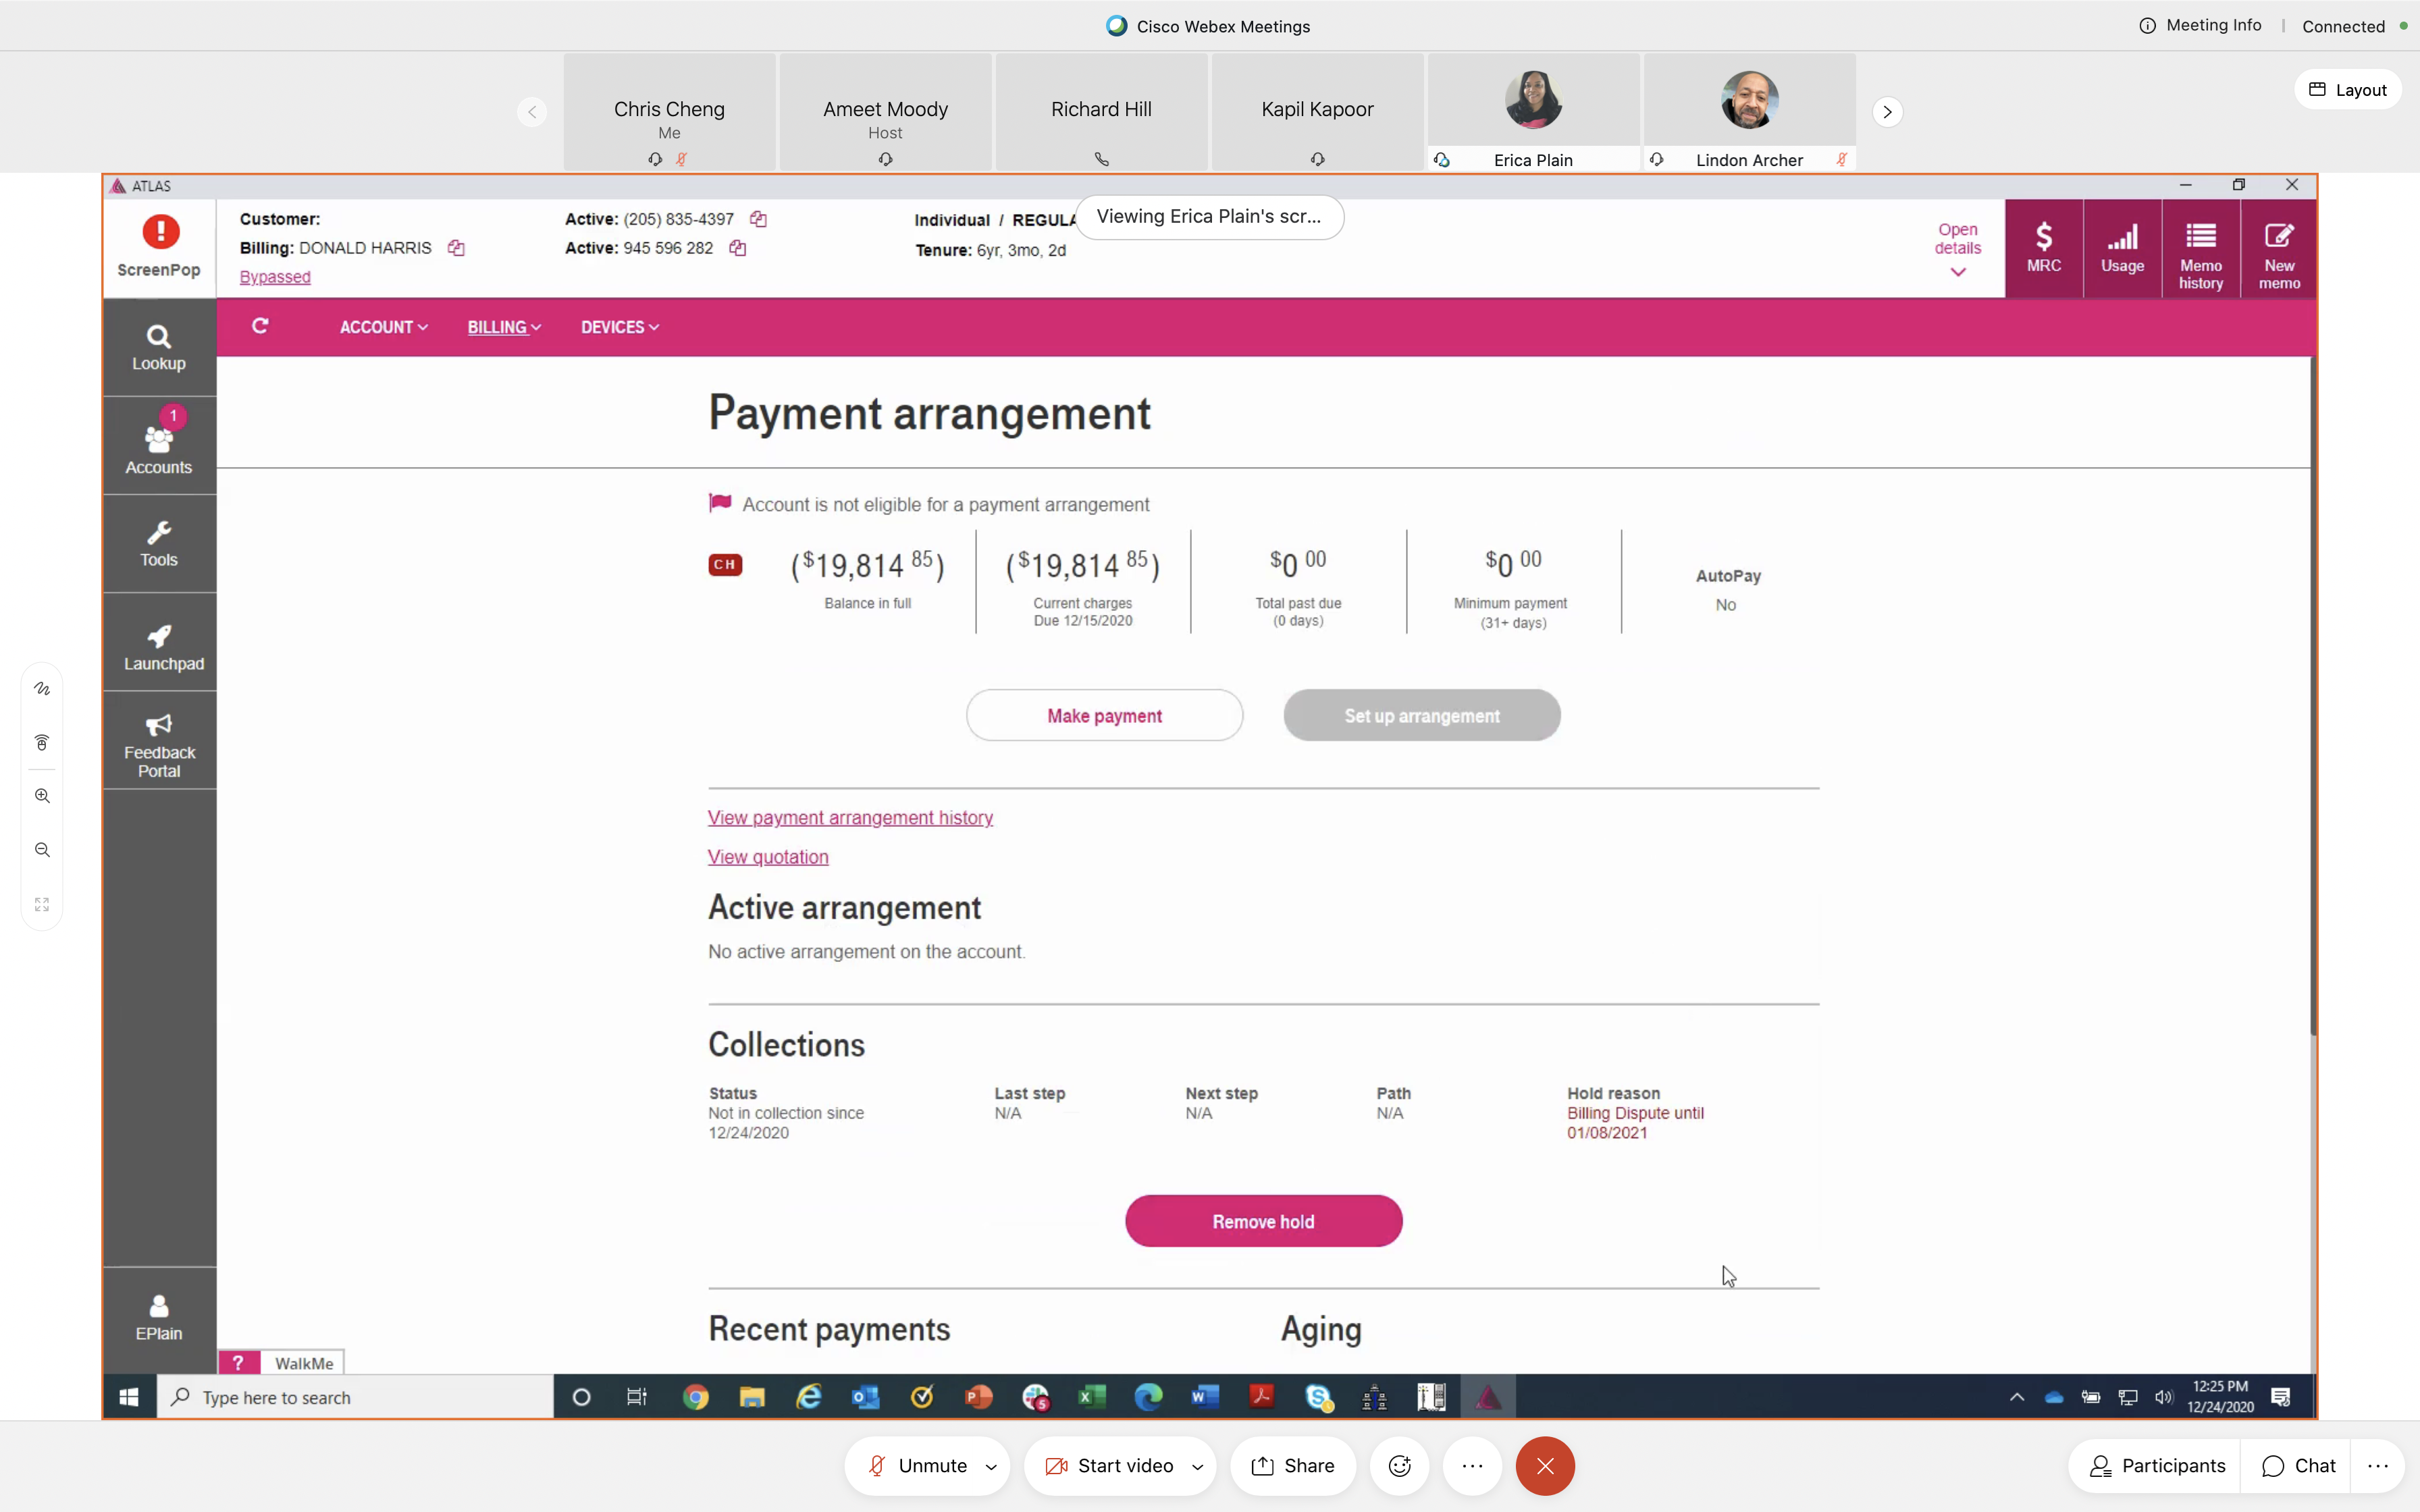 Cisco Webex Meetings
Meeting Info | Connected
Chris Cheng
Me
Ameet Moody
Host
Richard Hill
Kapil Kapoor
Erica Plain
Lindon Archer
Layout
ATLAS
Viewing Erica Plain's scr...
ScreenPop
Customer:
Billing: DONALD HARRIS
Bypassed
Active: (205) 835-4397
Active: 945 596 282
Individual / REGULA
Tenure: 6yr, 3mo, 2d
Open
details
MRC
Usage
Memo
history
New
memo
ACCOUNT
BILLING
DEVICES
Lookup
1
Accounts
Tools
Launchpad
Feedback
Portal
EPlain
Payment arrangement
Account is not eligible for a payment arrangement
CH
($19,814 85)
Balance in full
($19,814 85)
Current charges
Due 12/15/2020
$0 00
Total past due
(0 days)
$0 00
Minimum payment
(31+ days)
AutoPay
No
Make payment
Set up arrangement
View payment arrangement history
View quotation
Active arrangement
No active arrangement on the account.
Collections
Status
Not in collection since
12/24/2020
Last step
N/A
Next step
N/A
Path
N/A
Hold reason
Billing Dispute until
01/08/2021
Remove hold
Recent payments
Aging
? WalkMe
Type here to search
5
12:25 PM
12/24/2020
Unmute
Start video
Share
Participants
Chat